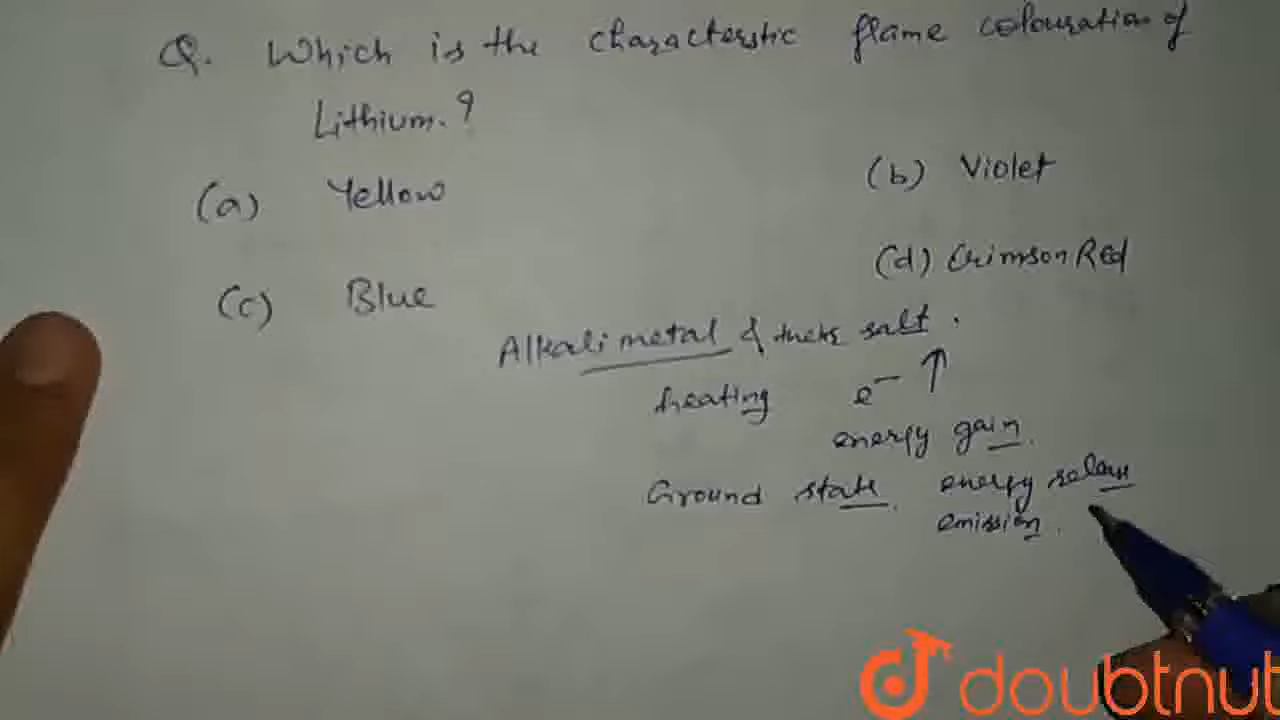 Q. Which is the characterstic flame colouration of
Lithium.?
(a) Yellow (b) Violet
(c) Blue (d) Crimson Red
Alkali metal & their salt.
heating e⁻ ↑
energy gain.
Ground state. energy release
emission.
doubtnut